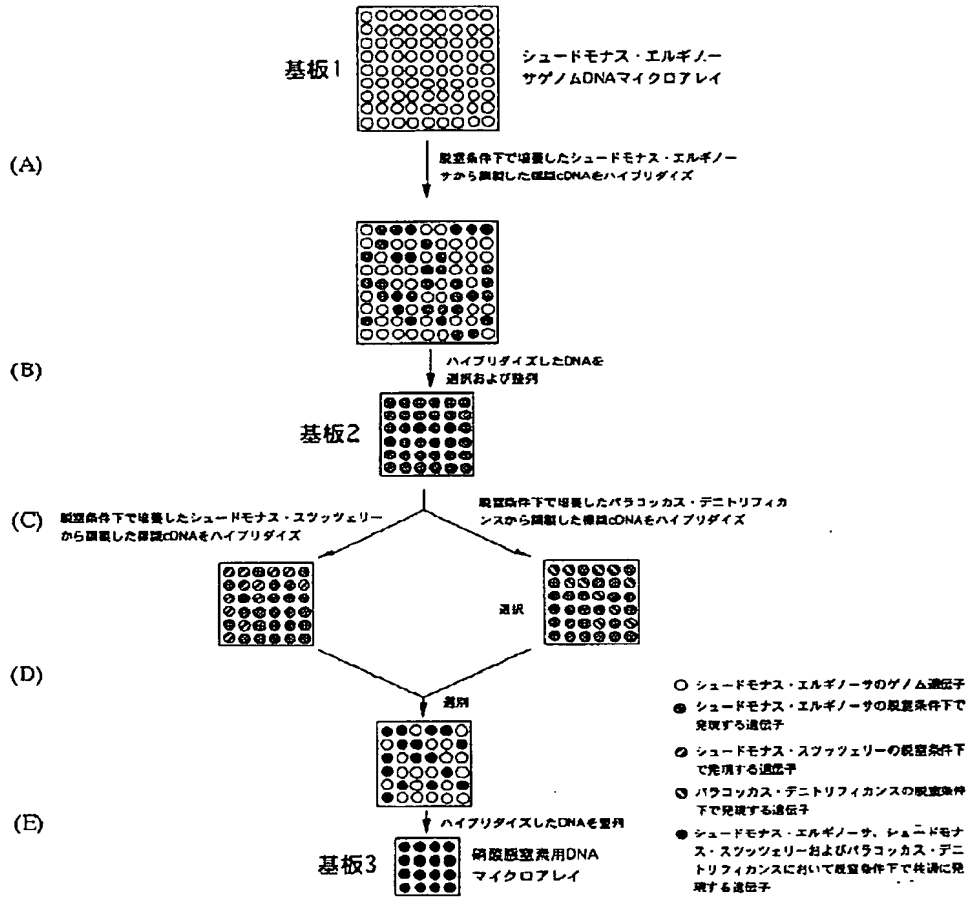 基板1
シュードモナス・エルギノー
サゲノムDNAマイクロアレイ
(A)
脱窒条件下で培養したシュードモナス・エルギノー
サから調製した標識cDNAをハイブリダイズ
(B)
ハイブリダイズしたDNAを
選択および整列
基板2
(C)
脱窒条件下で培養したシュードモナス・スツッツェリー
から調製した標識cDNAをハイブリダイズ
脱窒条件下で培養したパラコッカス・デニトリフィカ
ンスから調製した標識cDNAをハイブリダイズ
選択
(D)
選別
(E)
ハイブリダイズしたDNAを整列
基板3
硝酸脱窒素用DNA
マイクロアレイ
シュードモナス・エルギノーサのゲノム遺伝子
シュードモナス・エルギノーサの脱窒条件下で
発現する遺伝子
シュードモナス・スツッツェリーの脱窒条件下
で発現する遺伝子
パラコッカス・デニトリフィカンスの脱窒条件
下で発現する遺伝子
シュードモナス・エルギノーサ、シュードモナ
ス・スツッツェリーおよびパラコッカス・デニ
トリフィカンスにおいて脱窒条件下で共通に発
現する遺伝子